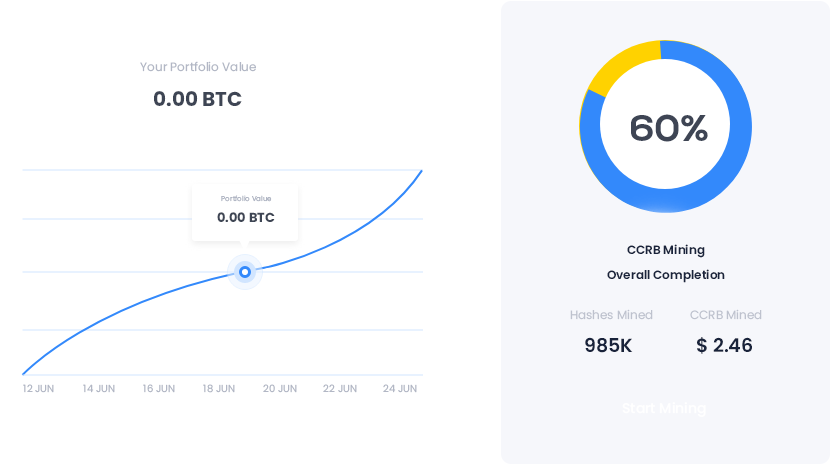 Your Portfolio Value
0.00 BTC
Portfolio Value
0.00 BTC
12 JUN 14 JUN 16 JUN 18 JUN 20 JUN 22 JUN 24 JUN
60%
CCRB Mining
Overall Completion
Hashes Mined CCRB Mined
985K $ 2.46
Start Mining